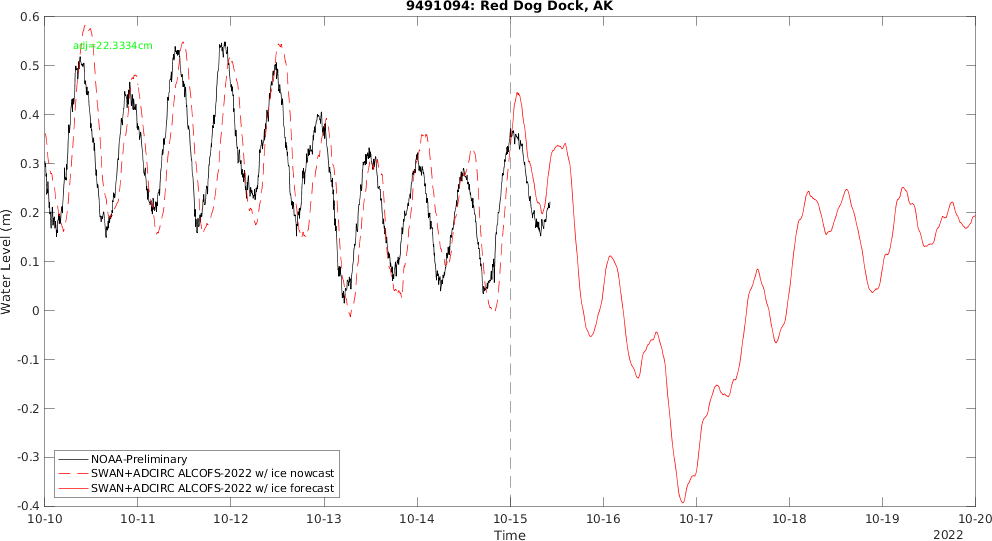 9491094: Red Dog Dock, AK
adj=22.3334cm
0.6
0.5
0.4
0.3
0.2
0.1
0
-0.1
-0.2
-0.3
-0.4
Water Level (m)
NOAA-Preliminary
SWAN+ADCIRC ALCOFS-2022 w/ ice nowcast
SWAN+ADCIRC ALCOFS-2022 w/ ice forecast
10-10 10-11 10-12 10-13 10-14 10-15 10-16 10-17 10-18 10-19 10-20
Time
2022